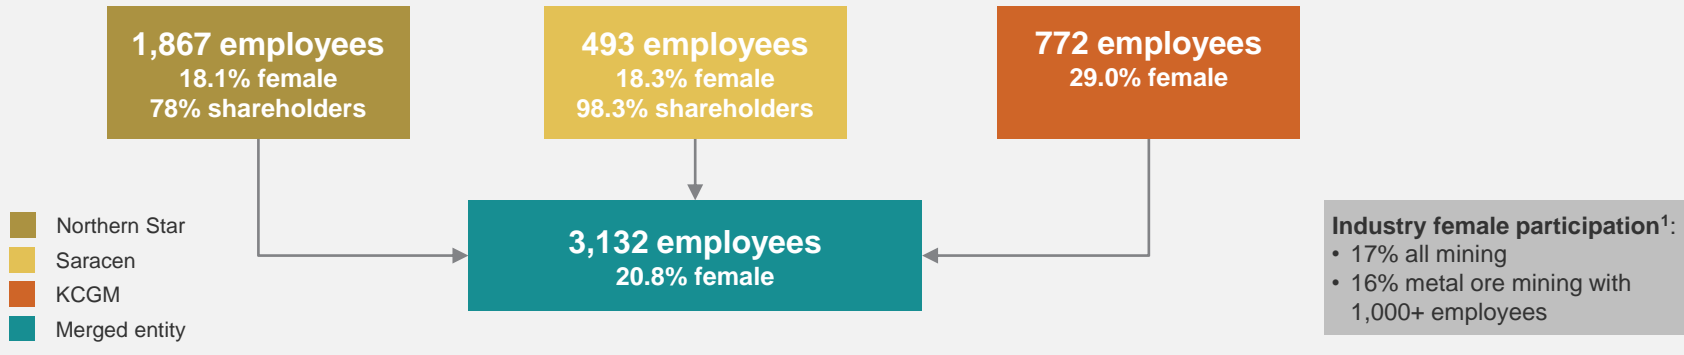 1,867 employees
18.1% female
78% shareholders
493 employees
18.3% female
98.3% shareholders
772 employees
29.0% female
3,132 employees
20.8% female
Northern Star
Saracen
KCGM
Merged entity
Industry female participation¹:
• 17% all mining
• 16% metal ore mining with
1,000+ employees